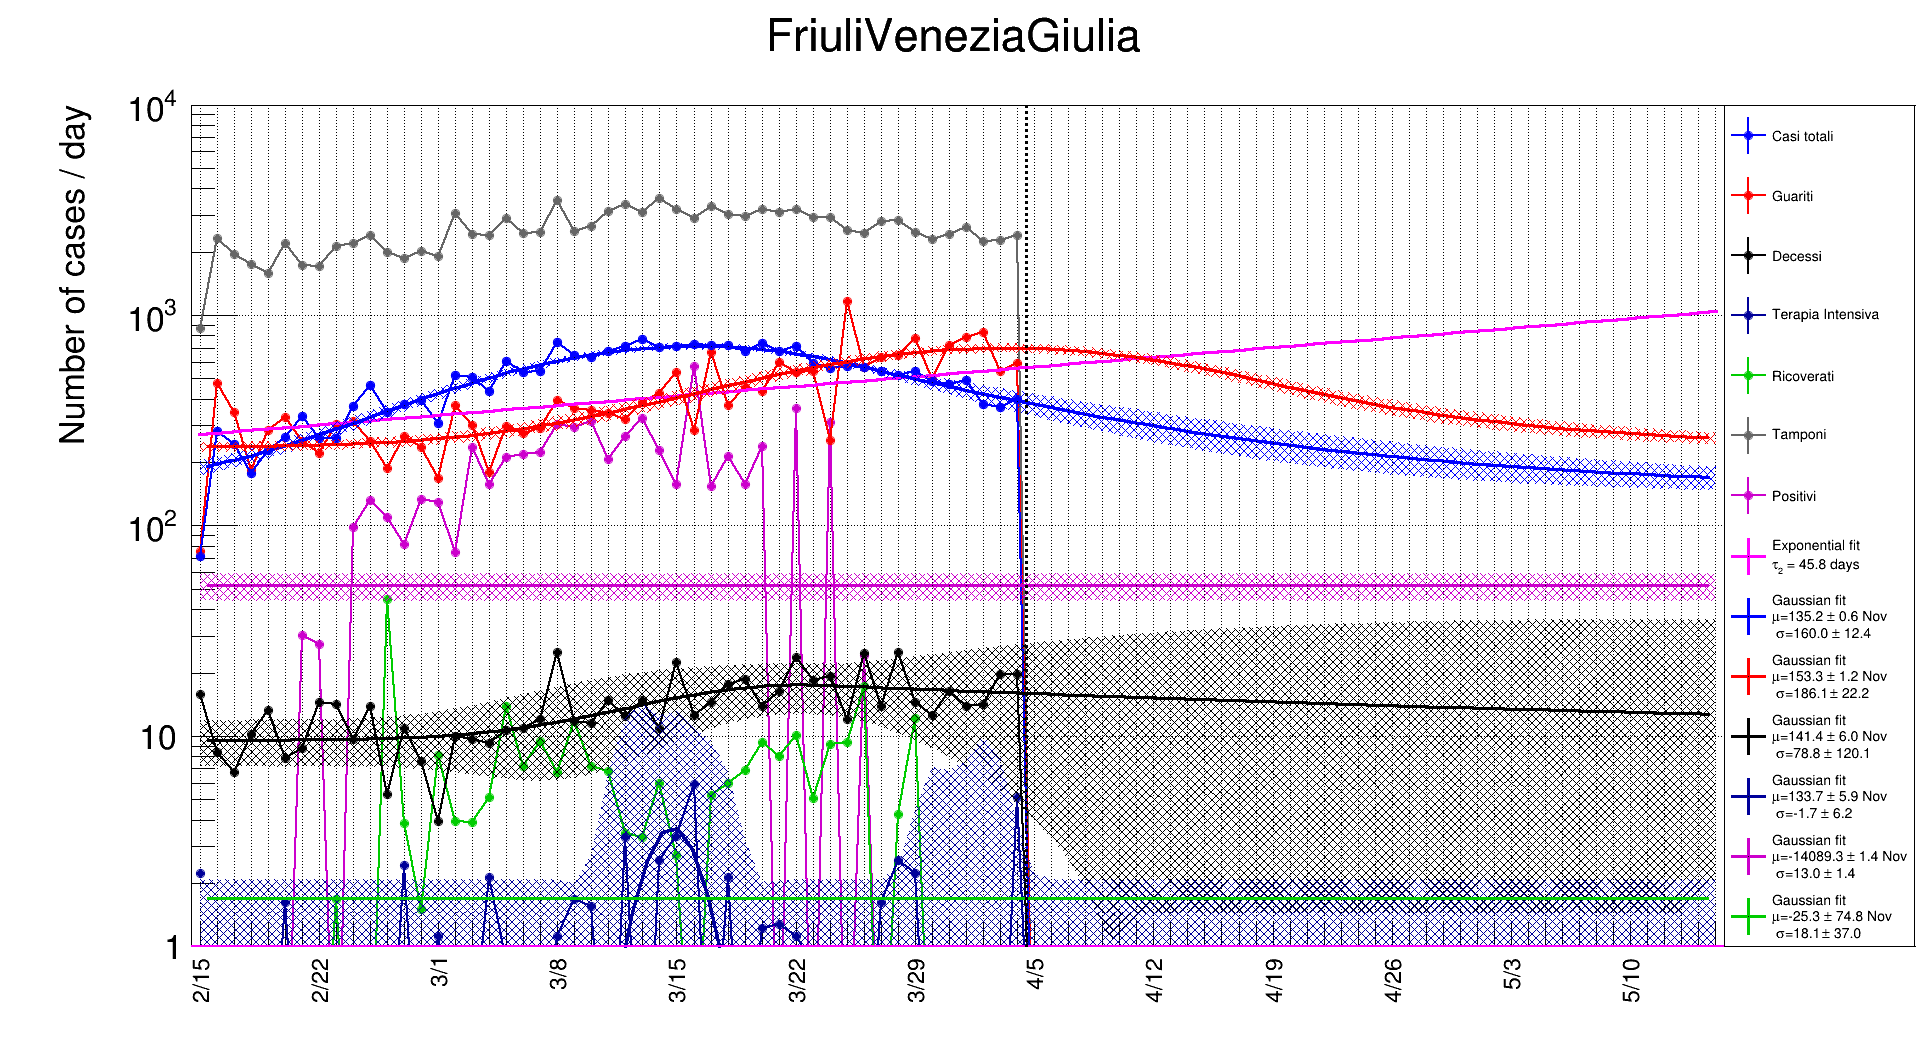 FriuliVeneziaGiulia
Number of cases / day
10^4
10^3
10^2
10
1
2/15
2/22
3/1
3/8
3/15
3/22
3/29
4/5
4/12
4/19
4/26
5/3
5/10
Casi totali
Guariti
Decessi
Terapia Intensiva
Ricoverati
Tamponi
Positivi
Exponential fit
τ₂ = 45.8 days
Gaussian fit
μ=135.2 ± 0.6 Nov
σ=160.0 ± 12.4
Gaussian fit
μ=153.3 ± 1.2 Nov
σ=186.1 ± 22.2
Gaussian fit
μ=141.4 ± 6.0 Nov
σ=78.8 ± 120.1
Gaussian fit
μ=133.7 ± 5.9 Nov
σ=-1.7 ± 6.2
Gaussian fit
μ=-14089.3 ± 1.4 Nov
σ=13.0 ± 1.4
Gaussian fit
μ=-25.3 ± 74.8 Nov
σ=18.1 ± 37.0